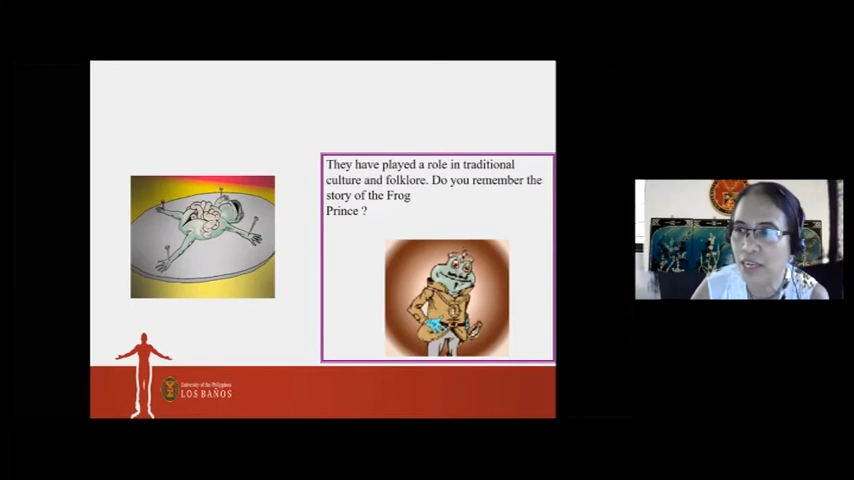 They have played a role in traditional
culture and folklore. Do you remember the
story of the Frog
Prince ?
University of the Philippines
LOS BAÑOS